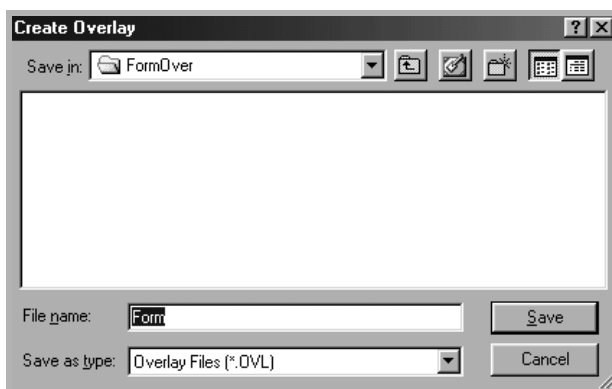 Create Overlay
Save in: FormOver
File name: Form
Save
Save as type: Overlay Files (*.OVL)
Cancel